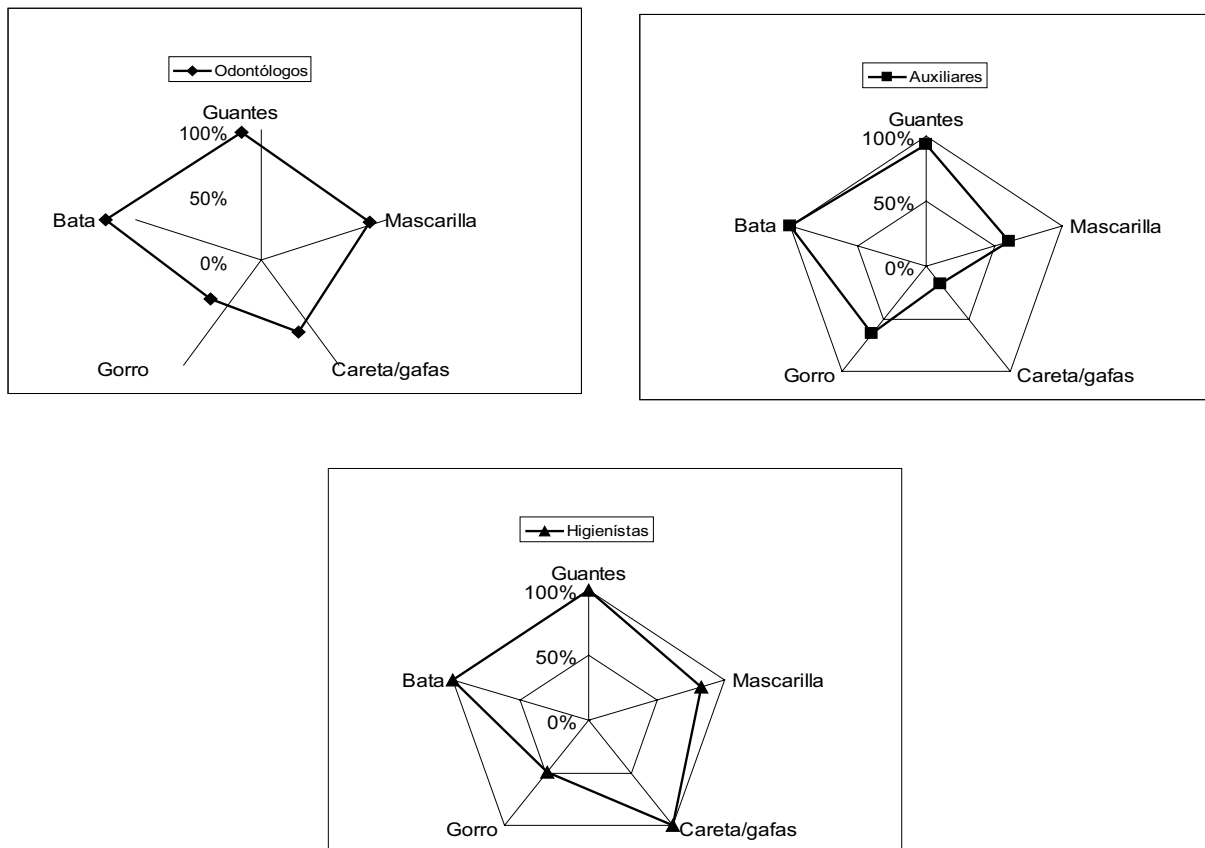 Odontólogos
Guantes
100%
50%
0%
Bata
Mascarilla
Gorro
Careta/gafas
Auxiliares
Guantes
100%
50%
0%
Bata
Mascarilla
Gorro
Careta/gafas
Higienístas
Guantes
100%
50%
0%
Bata
Mascarilla
Gorro
Careta/gafas